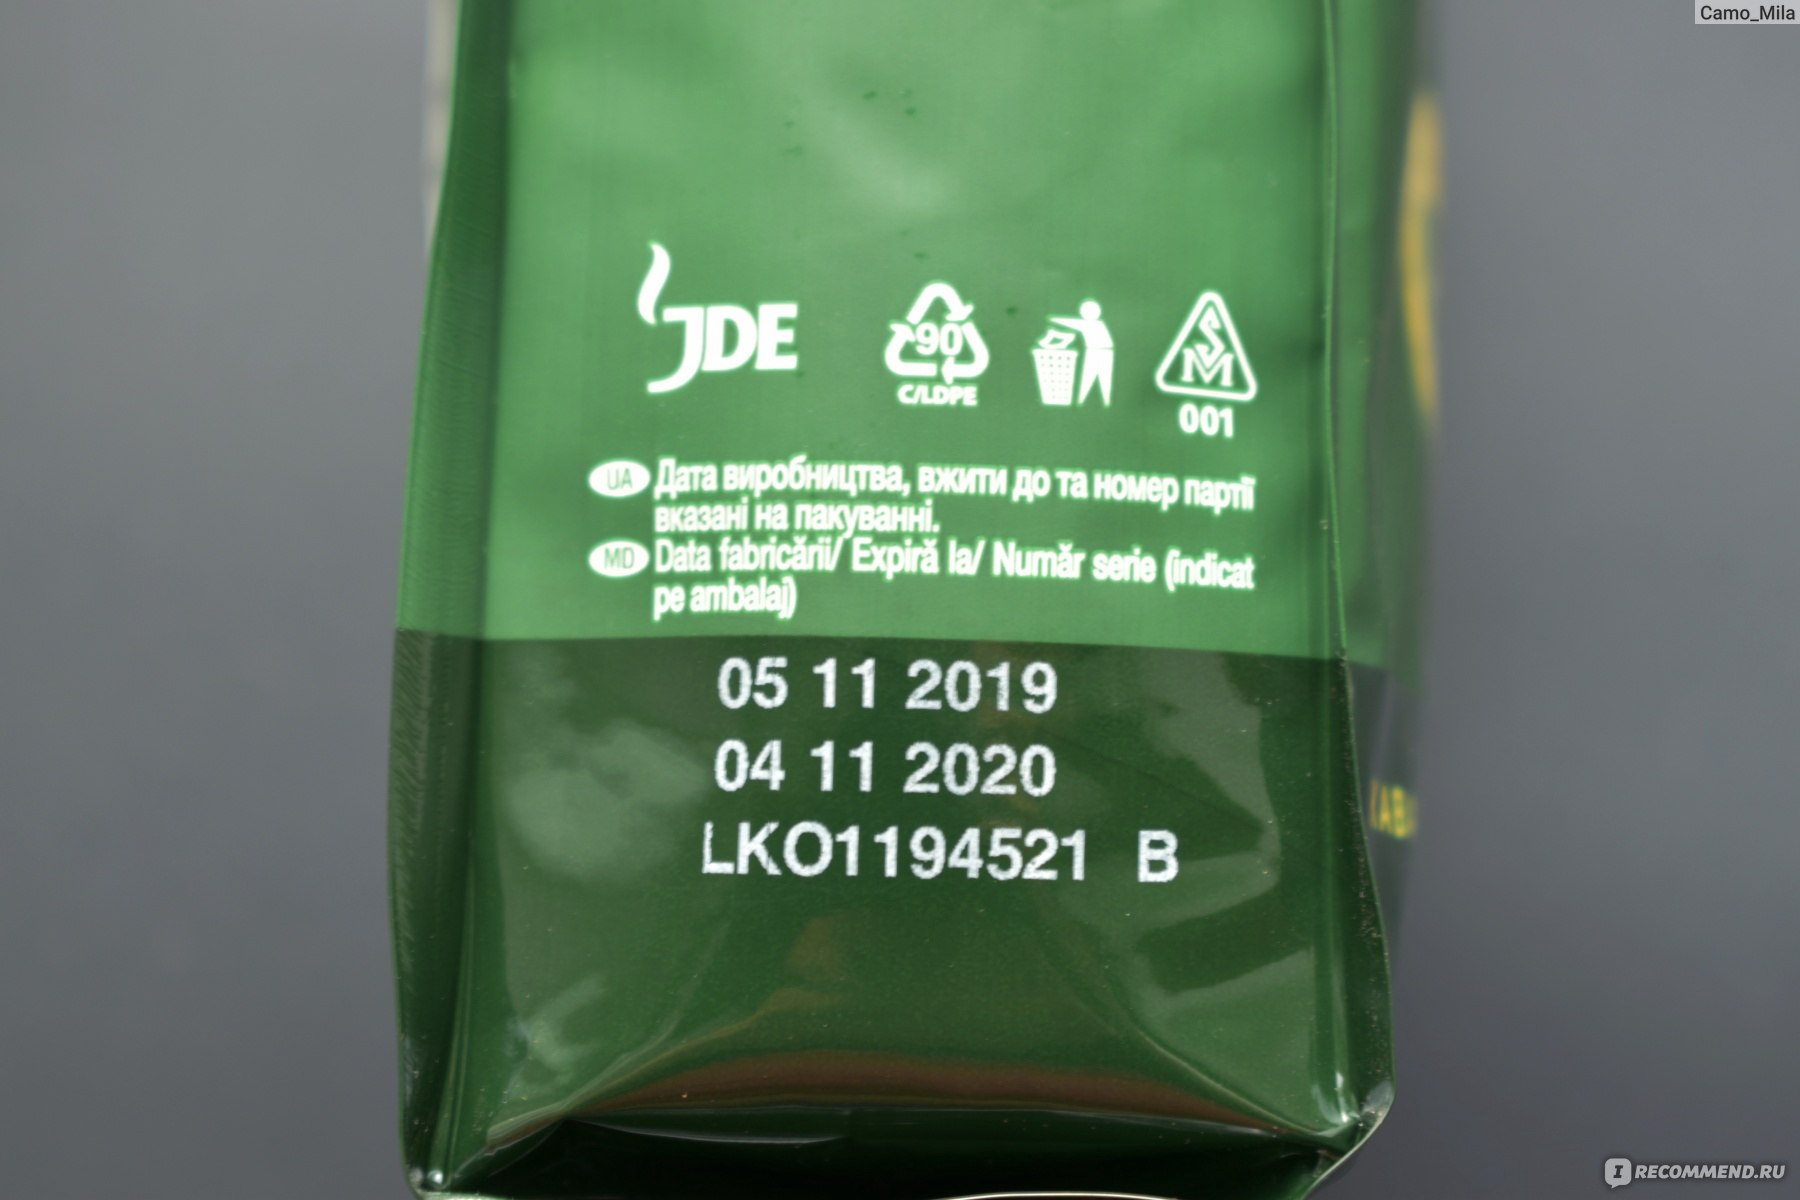 Camo_Mila
JDE
90
C/LDPE
SM
001
UA Дата виробництва, вжити до та номер партії
вказані на пакуванні.
MD Data fabricării/ Expiră la/ Număr serie (indicat
pe ambalaj)
05 11 2019
04 11 2020
LKO1194521 B
I RECOMMEND.RU